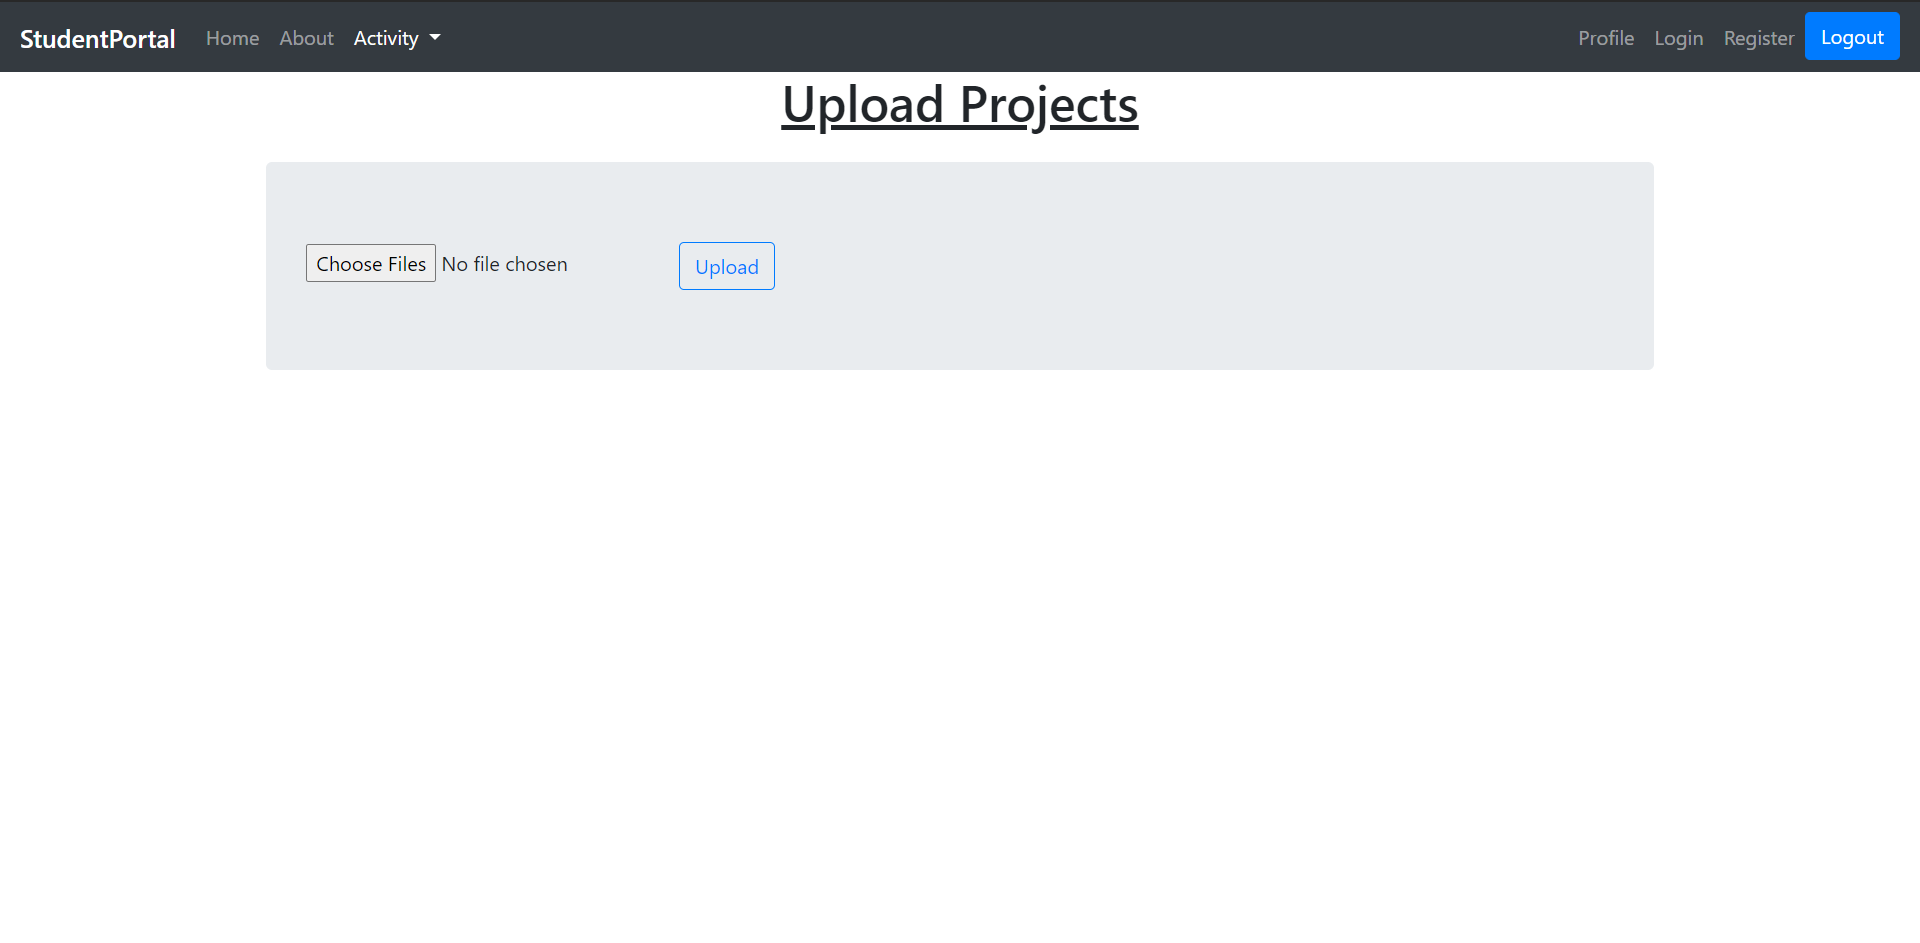 StudentPortal Home About Activity Profile Login Register Logout
Upload Projects
Choose Files No file chosen Upload